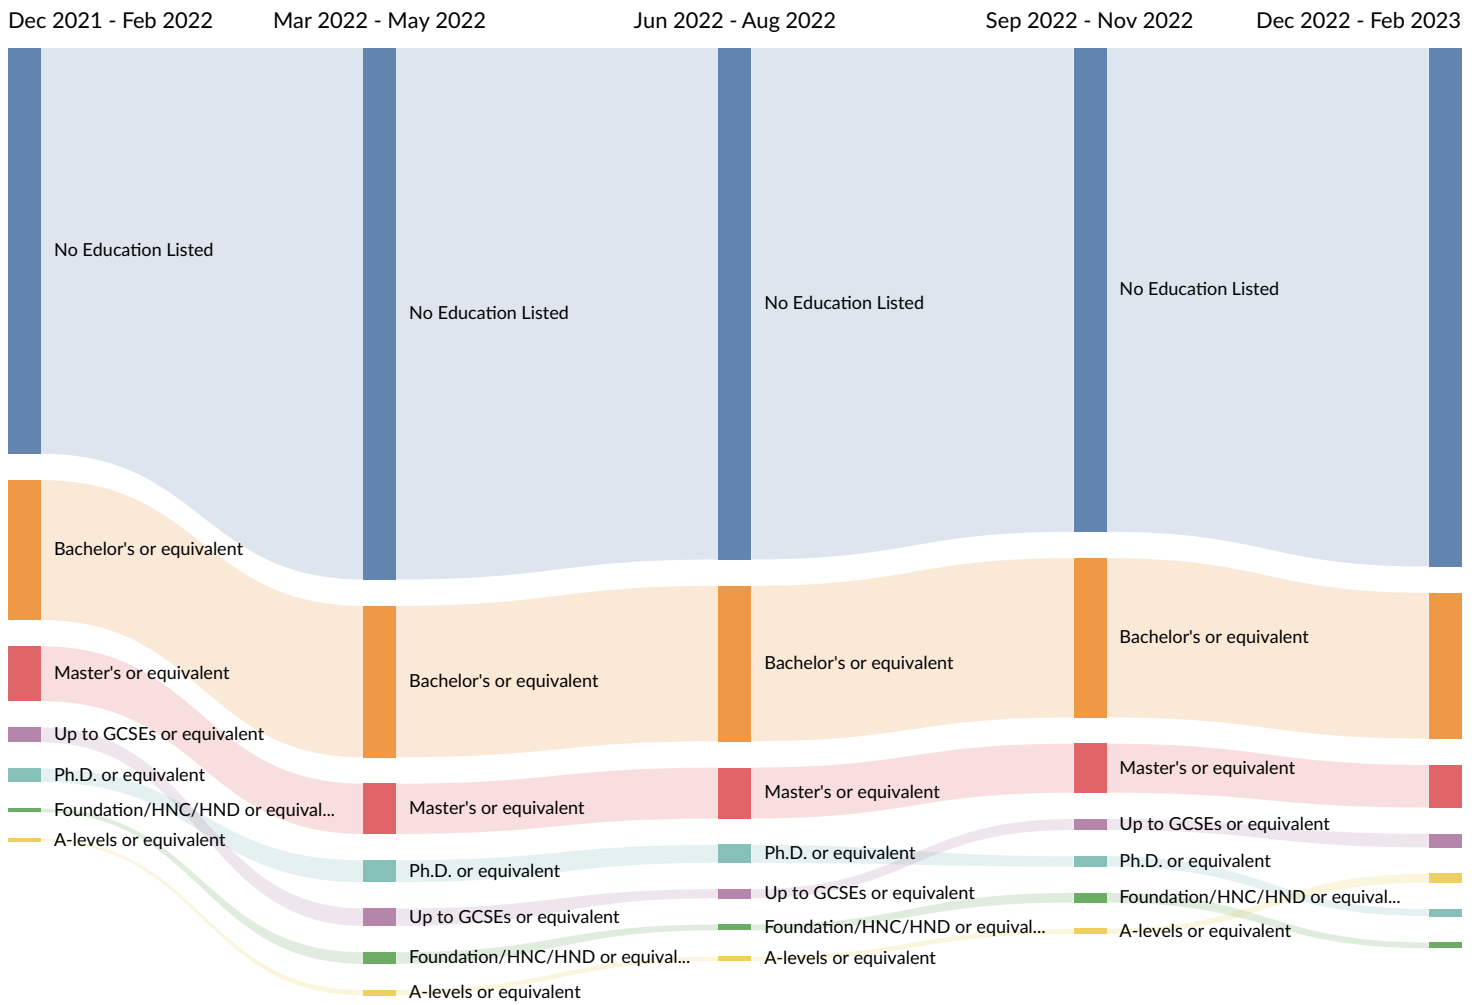 Dec 2021 - Feb 2022
Mar 2022 - May 2022
Jun 2022 - Aug 2022
Sep 2022 - Nov 2022
Dec 2022 - Feb 2023
No Education Listed
Bachelor's or equivalent
Master's or equivalent
Up to GCSEs or equivalent
Ph.D. or equivalent
Foundation/HNC/HND or equival...
A-levels or equivalent
No Education Listed
Bachelor's or equivalent
Master's or equivalent
Ph.D. or equivalent
Up to GCSEs or equivalent
Foundation/HNC/HND or equival...
A-levels or equivalent
No Education Listed
Bachelor's or equivalent
Master's or equivalent
Ph.D. or equivalent
Up to GCSEs or equivalent
Foundation/HNC/HND or equival...
A-levels or equivalent
No Education Listed
Bachelor's or equivalent
Master's or equivalent
Up to GCSEs or equivalent
Ph.D. or equivalent
Foundation/HNC/HND or equival...
A-levels or equivalent